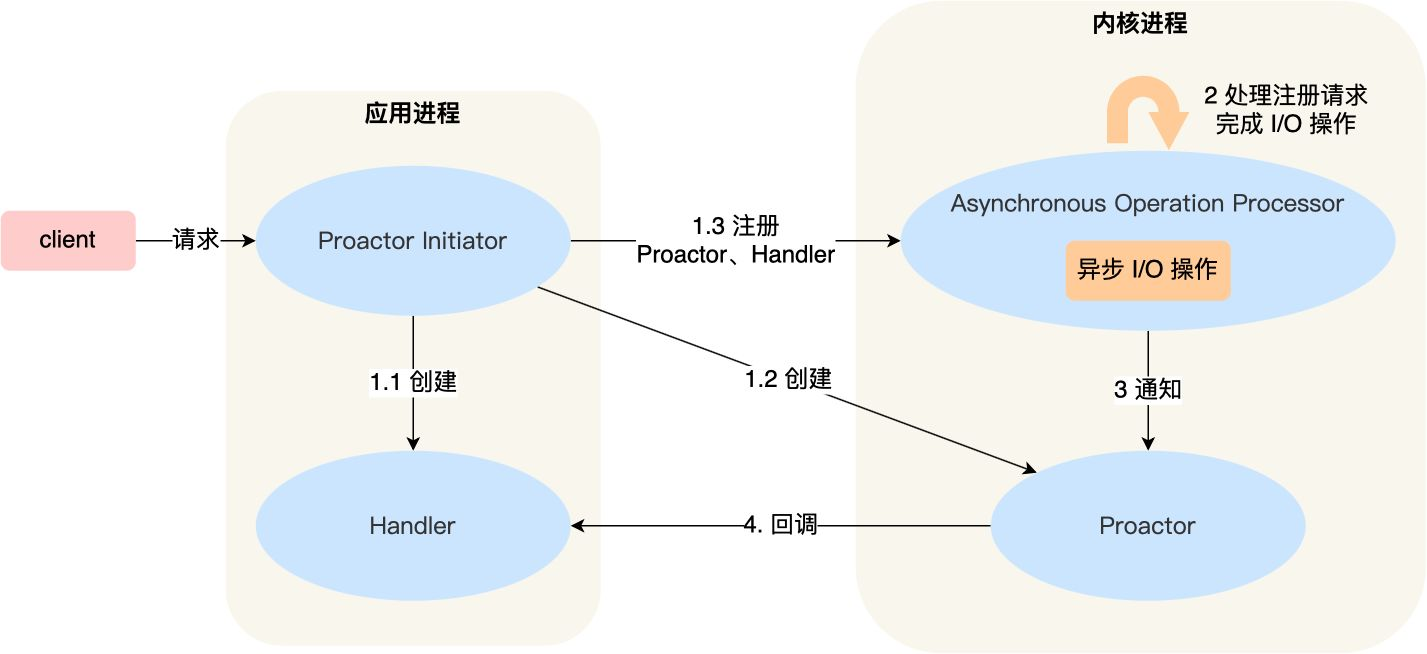 内核进程
2 处理注册请求
完成 I/O 操作
应用进程
Asynchronous Operation Processor
client
请求
Proactor Initiator
1.3 注册
Proactor、Handler
异步 I/O 操作
1.1 创建
1.2 创建
3 通知
Handler
4. 回调
Proactor